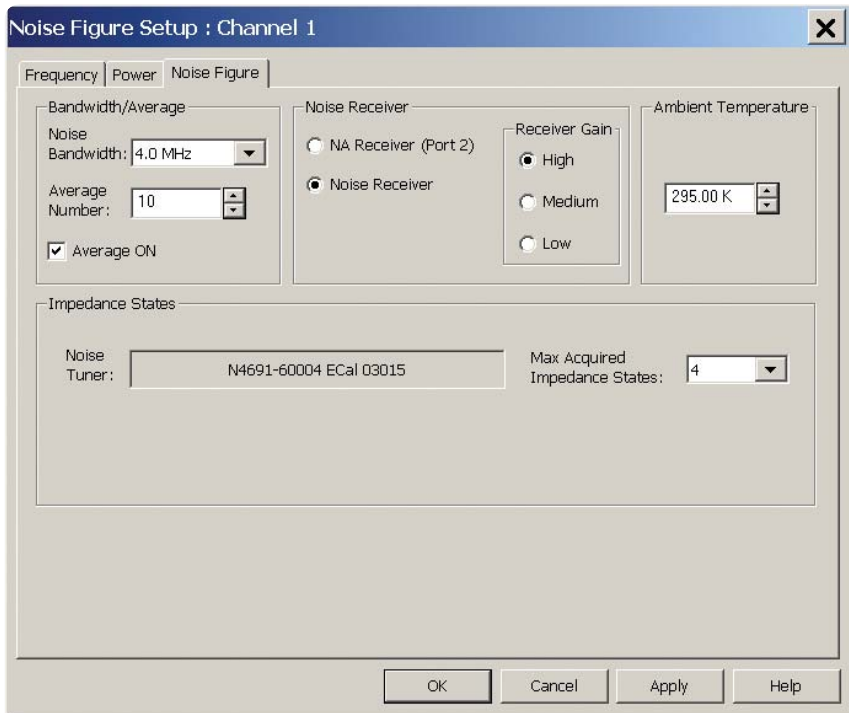 Noise Figure Setup : Channel 1
Frequency
Power
Noise Figure
Bandwidth/Average
Noise
Bandwidth:
4.0 MHz
Average
Number:
10
Average ON
Noise Receiver
NA Receiver (Port 2)
Noise Receiver
Receiver Gain
High
Medium
Low
Ambient Temperature
295.00 K
Impedance States
Noise
Tuner:
N4691-60004 ECal 03015
Max Acquired
Impedance States:
4
OK
Cancel
Apply
Help